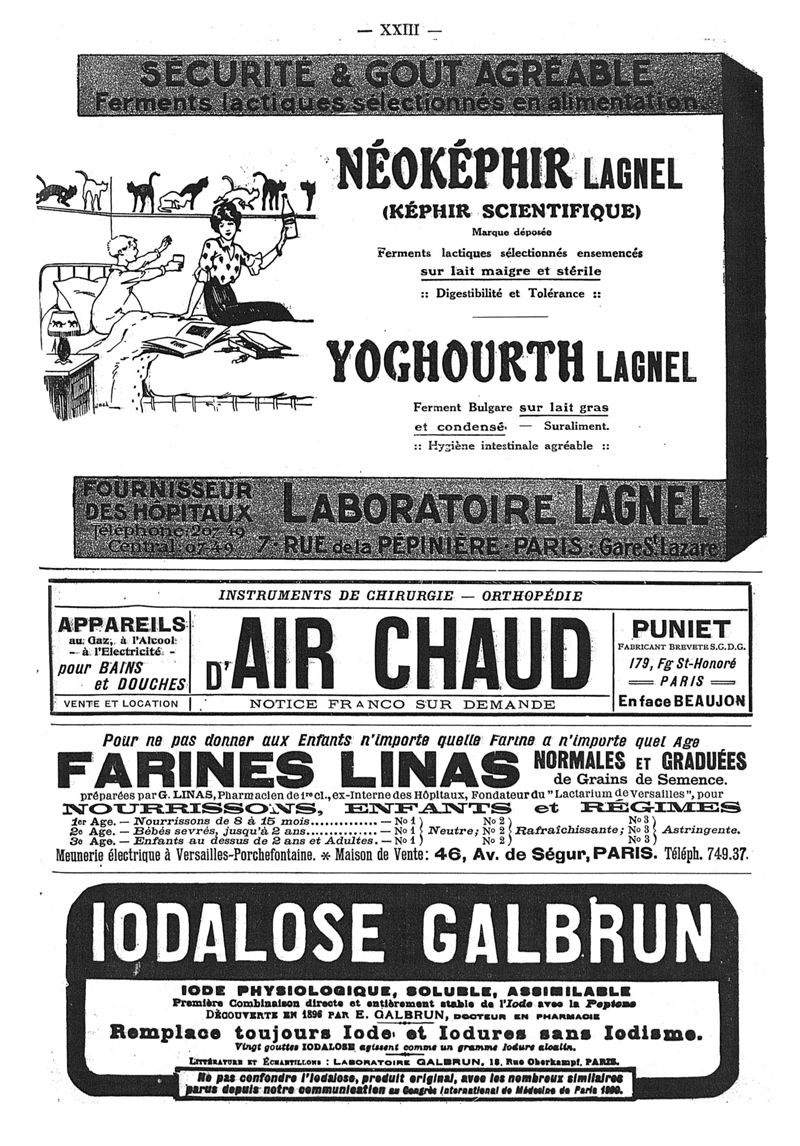 — XXIII —
SÉCURITÉ & GOÛT AGRÉABLE
Ferments lactiques sélectionnés en alimentation
NÉOKÉPHIR LAGNEL
(KÉPHIR SCIENTIFIQUE)
Marque déposée
Ferments lactiques sélectionnés ensemencés
sur lait maigre et stérile
:: Digestibilité et Tolérance ::
YOGHOURTH LAGNEL
Ferment Bulgare sur lait gras
et condensé — Suraliment.
:: Hygiène intestinale agréable ::
FOURNISSEUR
DES HÔPITAUX
Téléphone: 207-49
Central: 97-49
LABORATOIRE LAGNEL
7· RUE de la PÉPINIÈRE· PARIS: Gare St Lazare
INSTRUMENTS DE CHIRURGIE — ORTHOPÉDIE
APPAREILS
au Gaz, à l'Alcool
- à l'Electricité -
pour BAINS
et DOUCHES
VENTE ET LOCATION
D'AIR CHAUD
NOTICE FRANCO SUR DEMANDE
PUNIET
FABRICANT BREVETE S.G.D.G.
179, Fg St-Honoré
PARIS
En face BEAUJON
Pour ne pas donner aux Enfants n'importe quelle Farine a n'importe quel Age
FARINES LINAS NORMALES ET GRADUÉES
de Grains de Semence.
préparées par G. LINAS, Pharmacien de 1re cl., ex-Interne des Hôpitaux, Fondateur du "Lactarium de Versailles", pour
NOURRISSONS, ENFANTS et RÉGIMES
1er Age. — Nourrissons de 8 à 15 mois.............. — No 1 } No 2 } No 3 }
2e Age. — Bébés sevrés, jusqu'à 2 ans.............. — No 1 } Neutre; No 2 } Rafraîchissante; No 3 } Astringente.
3e Age. — Enfants au dessus de 2 ans et Adultes. — No 1 } No 2 } No 3 }
Meunerie électrique à Versailles-Porchefontaine. * Maison de Vente: 46, Av. de Ségur, PARIS. Téléph. 749.37.
IODALOSE GALBRUN
IODE PHYSIOLOGIQUE, SOLUBLE, ASSIMILABLE
Première Combinaison directe et entièrement stable de l'Iode avec la Peptone
DÉCOUVERTE EN 1896 PAR E. GALBRUN, DOCTEUR EN PHARMACIE
Remplace toujours Iode et Iodures sans Iodisme.
Vingt gouttes IODALOSE agissent comme un gramme Iodure alcalin.
LITTÉRATURE ET ÉCHANTILLONS : LABORATOIRE GALBRUN, 18, Rue Oberkampf, PARIS.
Ne pas confondre l'Iodalose, produit original, avec les nombreux similaires
parus depuis notre communication au Congrès International de Médecine de Paris 1900.